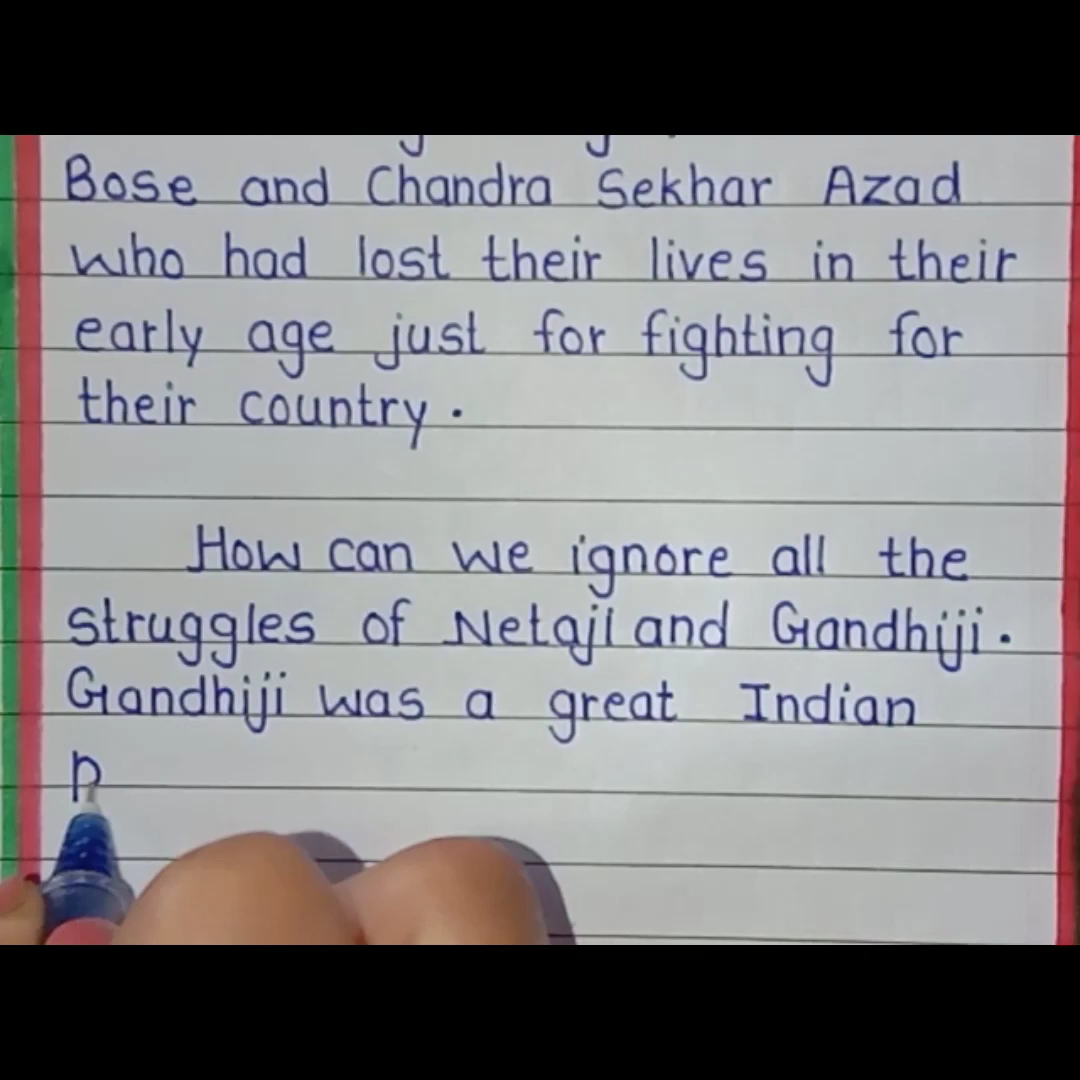 Bose and Chandra Sekhar Azad
who had lost their lives in their
early age just for fighting for
their country.
How can we ignore all the
struggles of Netaji and Gandhiji.
Gandhiji was a great Indian
p